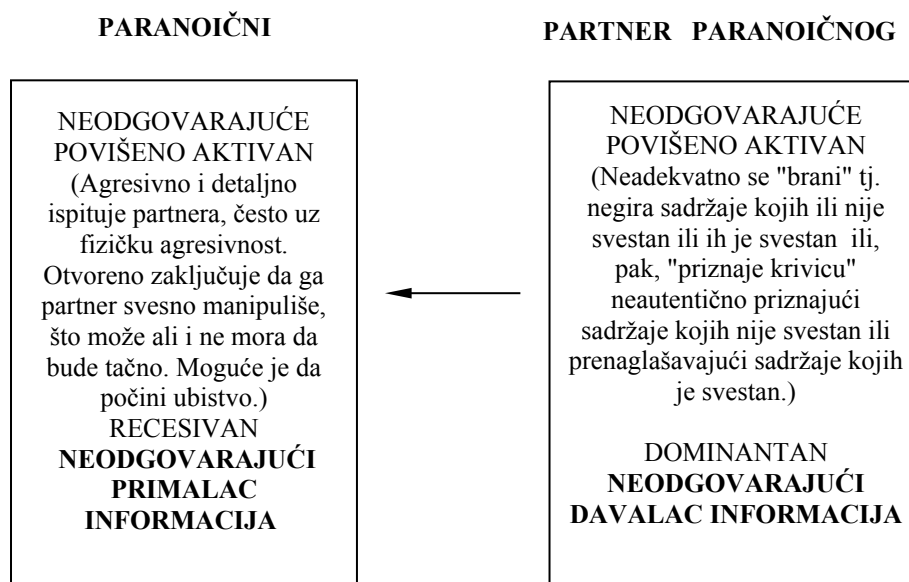 PARANOIČNI
NEODGOVARAJUĆE
POVIŠENO AKTIVAN
(Agresivno i detaljno
ispituje partnera, često uz
fizičku agresivnost.
Otvoreno zaključuje da ga
partner svesno manipuliše,
što može ali i ne mora da
bude tačno. Moguće je da
počini ubistvo.)
RECESIVAN
NEODGOVARAJUĆI
PRIMALAC
INFORMACIJA
PARTNER PARANOIČNOG
NEODGOVARAJUĆE
POVIŠENO AKTIVAN
(Neadekvatno se "brani" tj.
negira sadržaje kojih ili nije
svestan ili ih je svestan ili,
pak, "priznaje krivicu"
neautentično priznajući
sadržaje kojih nije svestan ili
prenaglašavajući sadržaje kojih
je svestan.)
DOMINANTAN
NEODGOVARAJUĆI
DAVALAC INFORMACIJA